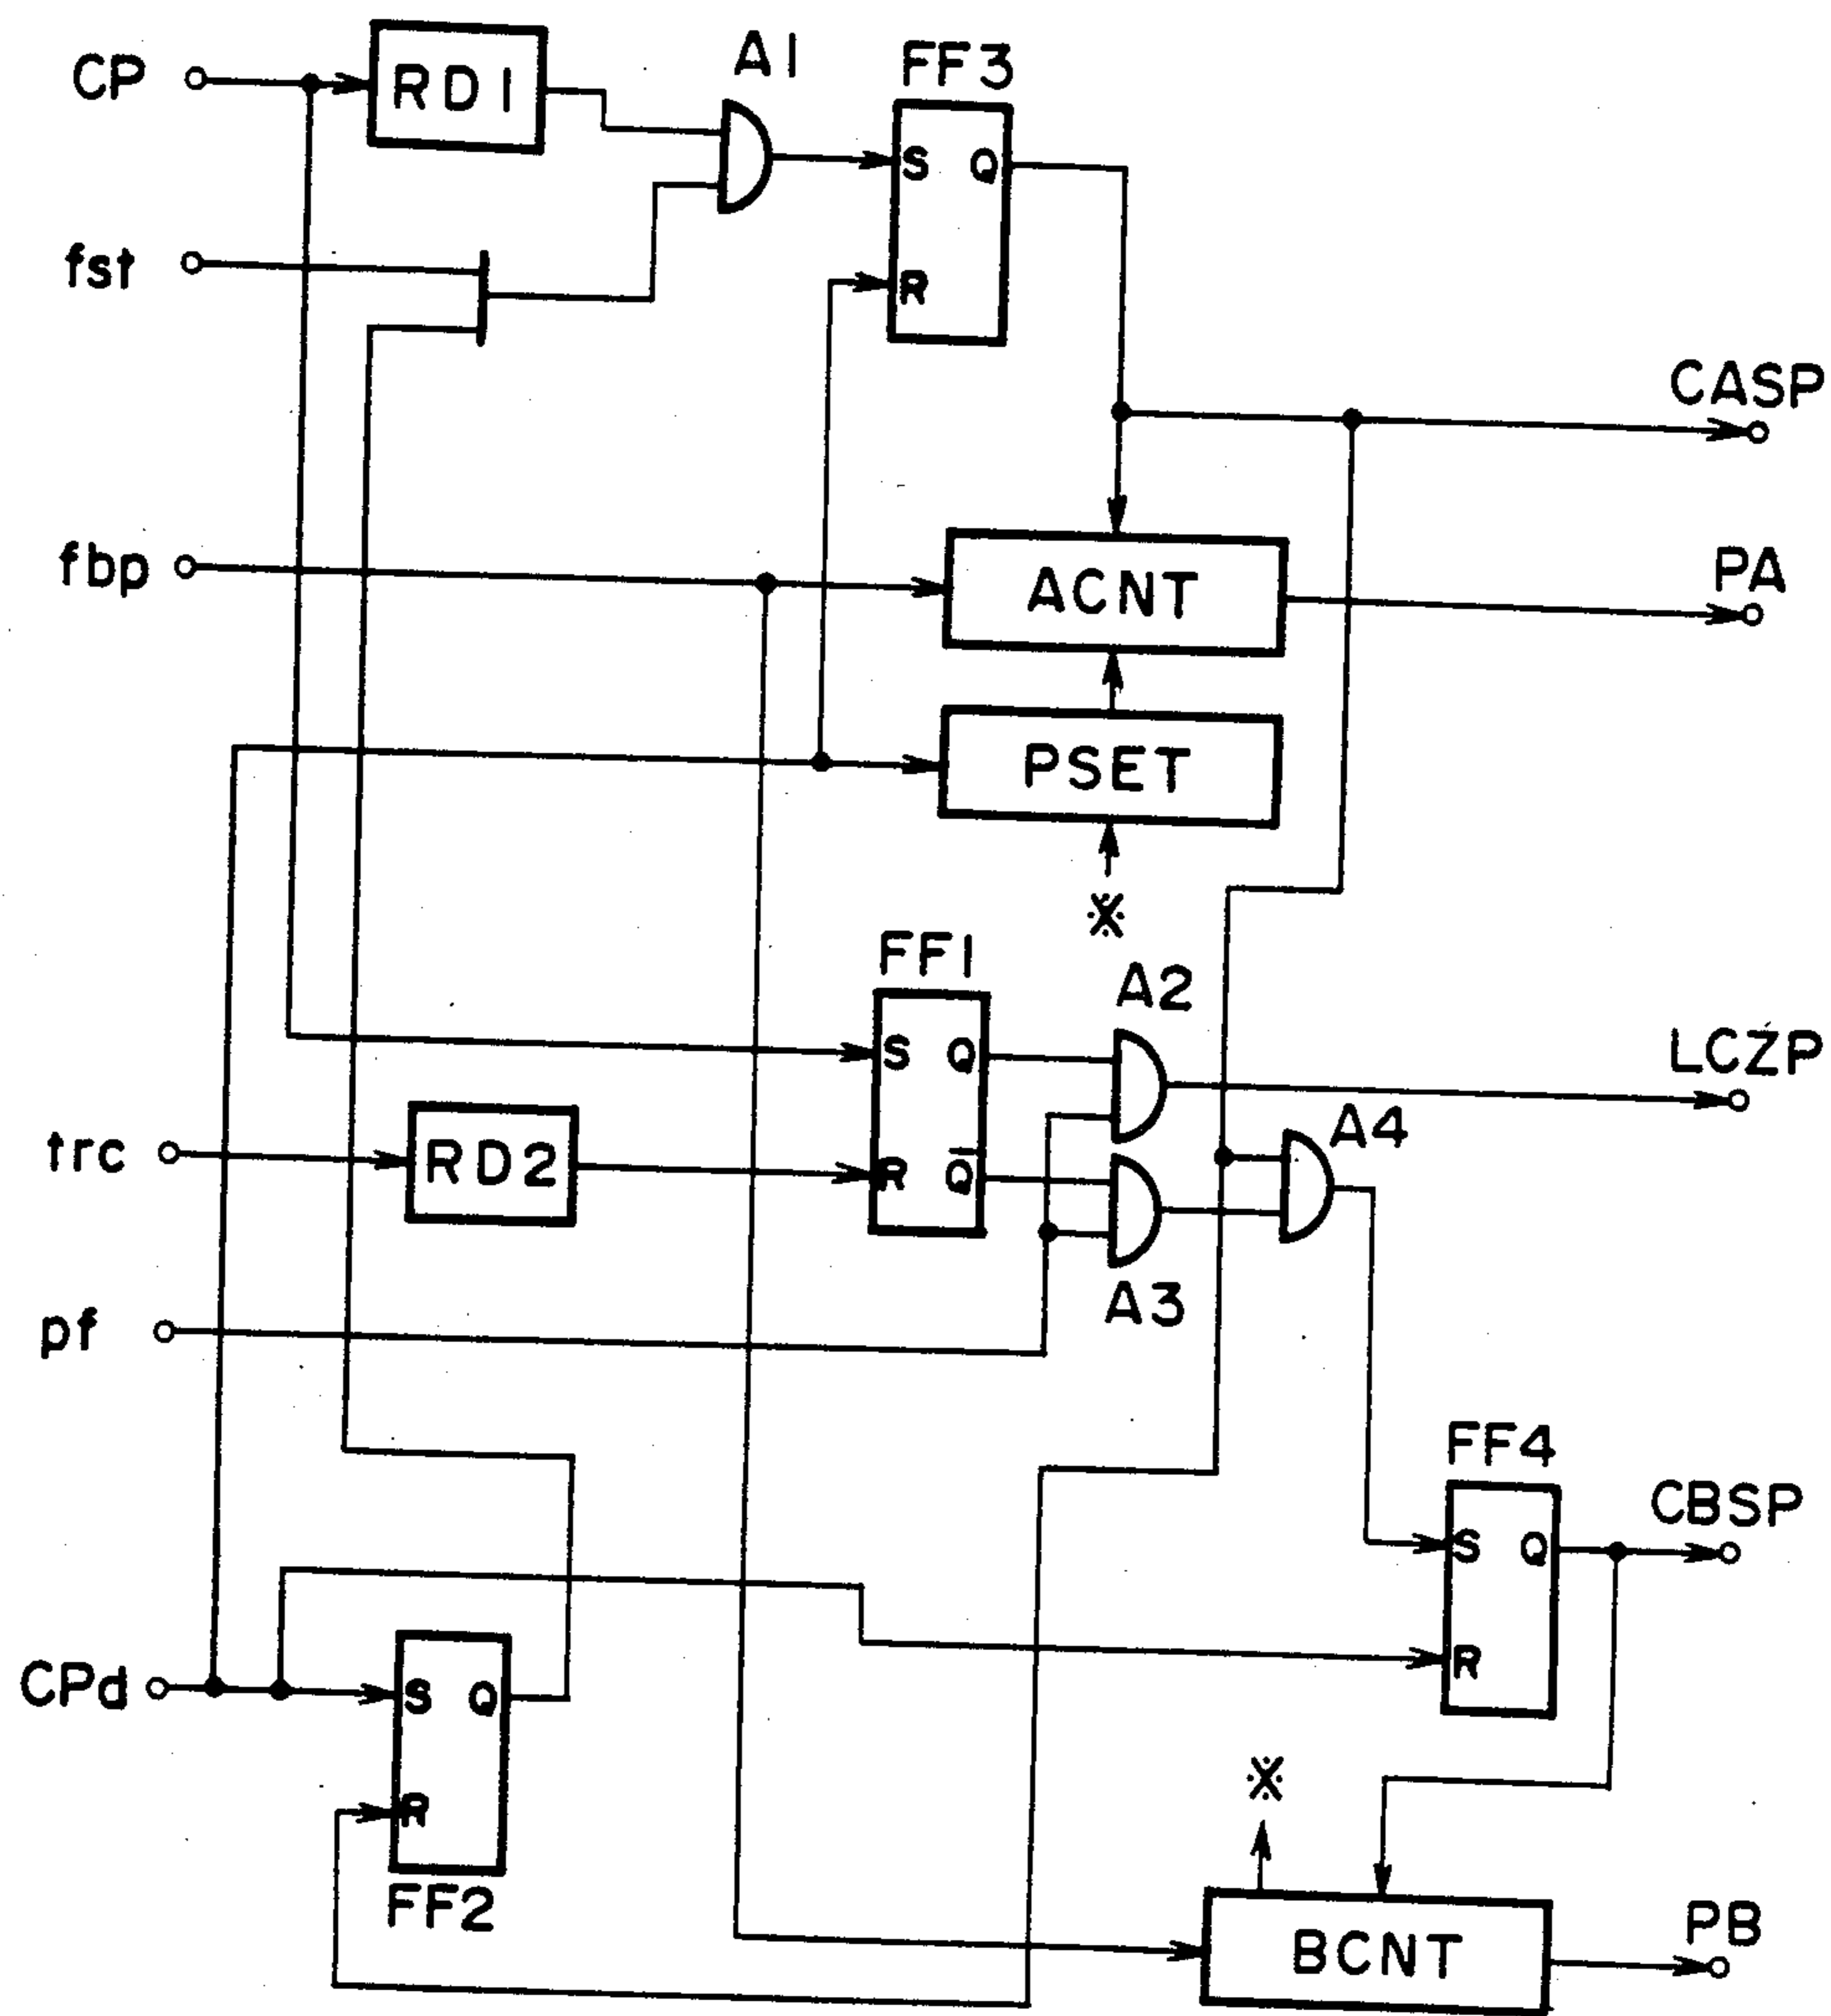 CP
RD1
A1
FF3
S Q
R
fst
CASP
fbp
ACNT
PA
PSET
※
FF1
A2
S Q
LCZP
trc
RD2
R Q̅
A4
A3
pf
FF4
S Q
CBSP
R
CPd
S Q
R
FF2
※
BCNT
PB